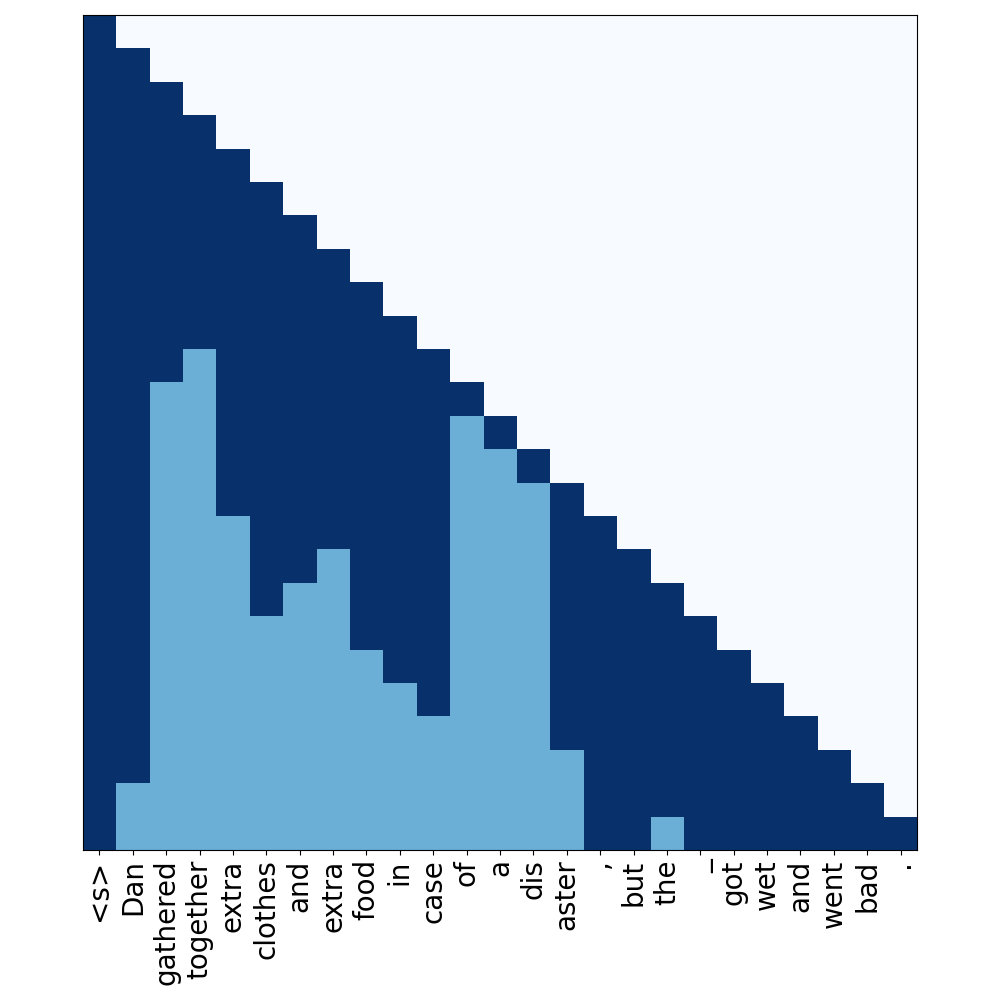 <s> Dan gathered together extra clothes and extra food in case of a dis aster , but the _ got wet and went bad .